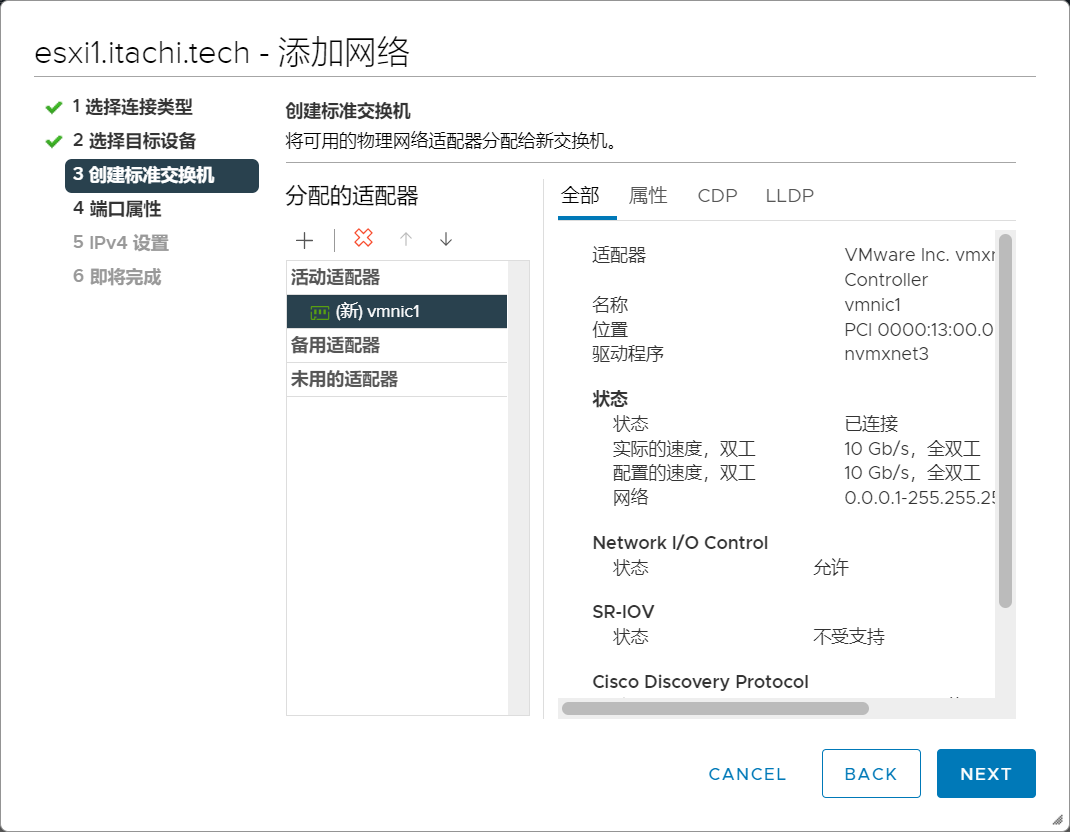 esxi1.itachi.tech - 添加网络
1 选择连接类型
2 选择目标设备
3 创建标准交换机
4 端口属性
5 IPv4 设置
6 即将完成
创建标准交换机
将可用的物理网络适配器分配给新交换机。
分配的适配器
活动适配器
(新) vmnic1
备用适配器
未用的适配器
全部 属性 CDP LLDP
适配器 VMware Inc. vmxn
Controller
名称 vmnic1
位置 PCI 0000:13:00.0
驱动程序 nvmxnet3
状态
状态 已连接
实际的速度，双工 10 Gb/s，全双工
配置的速度，双工 10 Gb/s，全双工
网络 0.0.0.1-255.255.25
Network I/O Control
状态 允许
SR-IOV
状态 不受支持
Cisco Discovery Protocol
CANCEL BACK NEXT